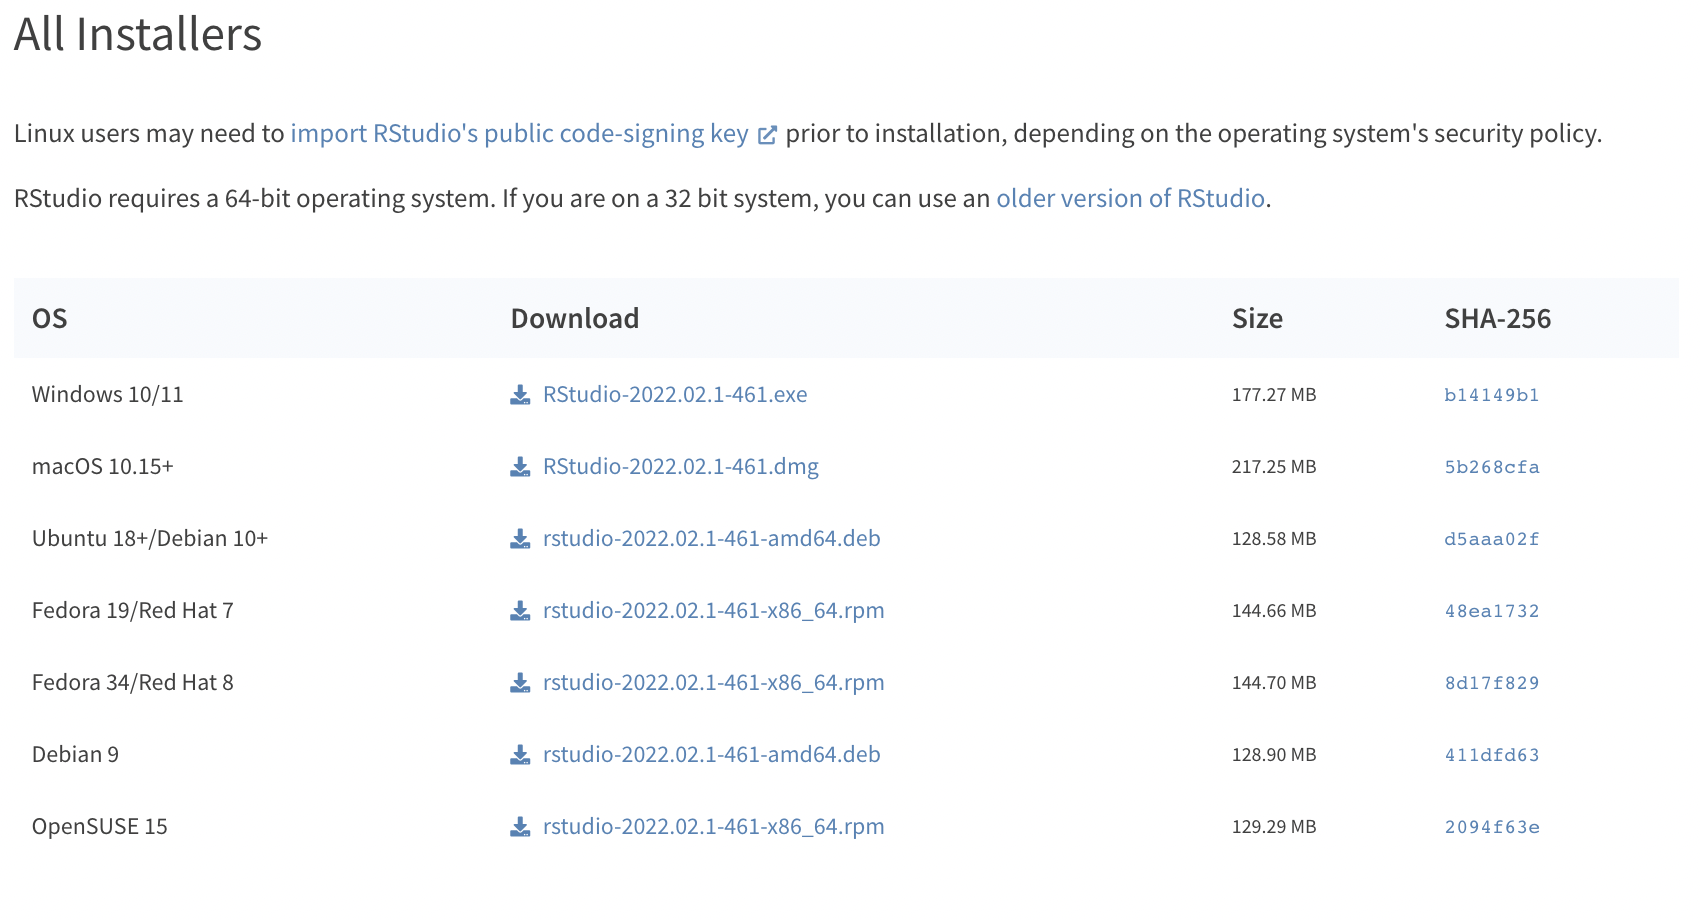 All Installers
Linux users may need to import RStudio's public code-signing key prior to installation, depending on the operating system's security policy.
RStudio requires a 64-bit operating system. If you are on a 32 bit system, you can use an older version of RStudio.
OS Download Size SHA-256
Windows 10/11 RStudio-2022.02.1-461.exe 177.27 MB b14149b1
macOS 10.15+ RStudio-2022.02.1-461.dmg 217.25 MB 5b268cfa
Ubuntu 18+/Debian 10+ rstudio-2022.02.1-461-amd64.deb 128.58 MB d5aaa02f
Fedora 19/Red Hat 7 rstudio-2022.02.1-461-x86_64.rpm 144.66 MB 48ea1732
Fedora 34/Red Hat 8 rstudio-2022.02.1-461-x86_64.rpm 144.70 MB 8d17f829
Debian 9 rstudio-2022.02.1-461-amd64.deb 128.90 MB 411dfd63
OpenSUSE 15 rstudio-2022.02.1-461-x86_64.rpm 129.29 MB 2094f63e